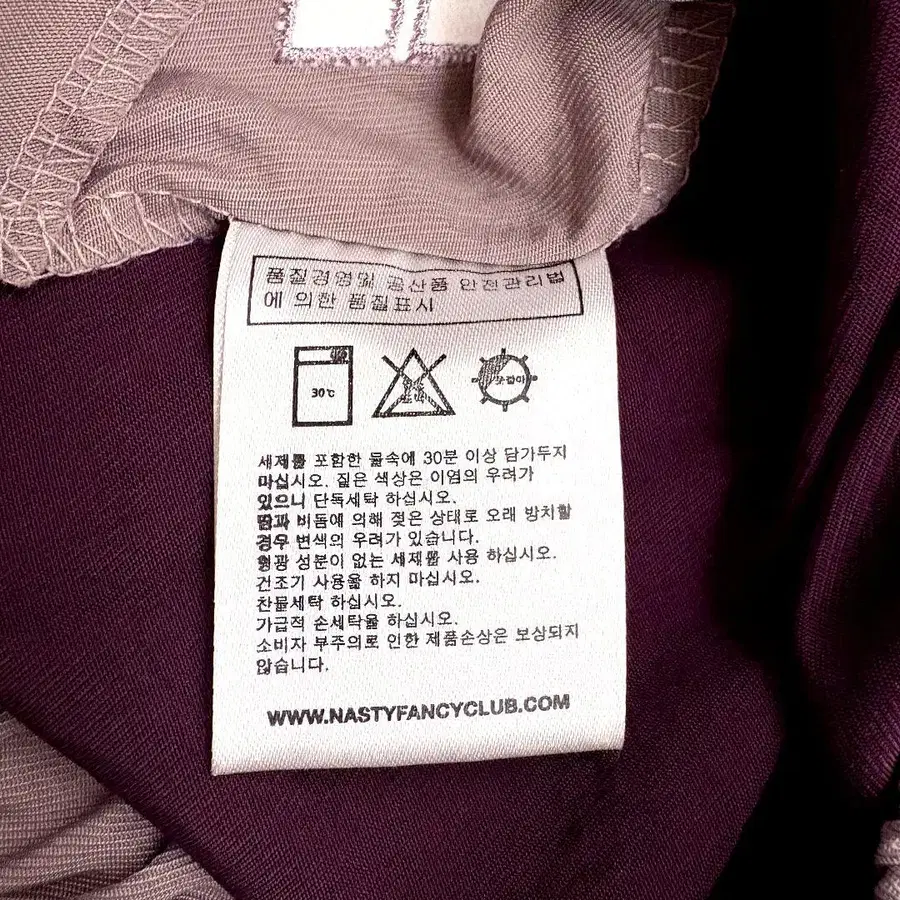 품질경영및 공산품 안전관리법
에 의한 품질표시
30℃
세제를 포함한 물속에 30분 이상 담가두지
마십시오. 짙은 색상은 이염의 우려가
있으니 단독세탁 하십시오.
땀과 비돔에 의해 젖은 상태로 오래 방치할
경우 변색의 우려가 있습니다.
형광 성분이 없는 세제를 사용 하십시오.
건조기 사용을 하지 마십시오.
찬물세탁 하십시오.
가급적 손세탁을 하십시오.
소비자 부주의로 인한 제품손상은 보상되지
않습니다.
WWW.NASTYFANCYCLUB.COM